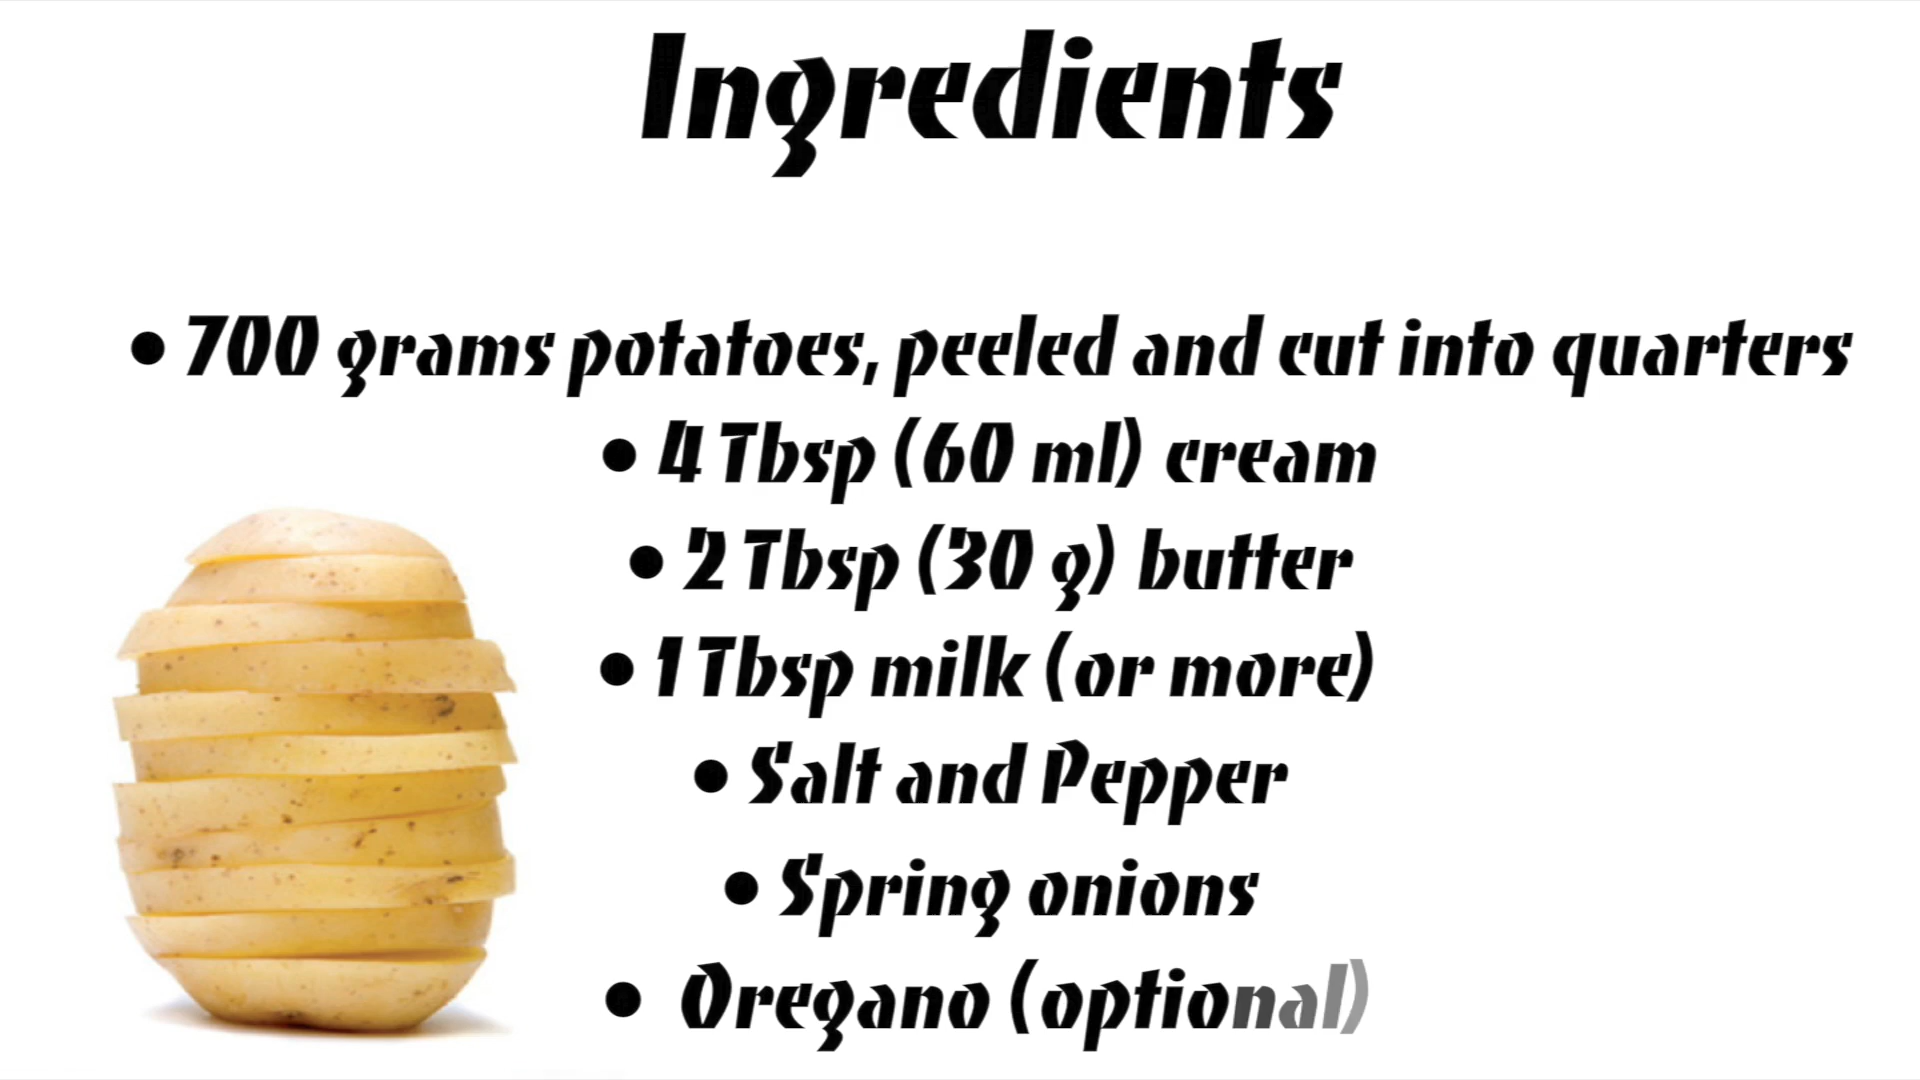 Ingredients
• 700 grams potatoes, peeled and cut into quarters
• 4 Tbsp (60 ml) cream
• 2 Tbsp (30 g) butter
• 1 Tbsp milk (or more)
• Salt and Pepper
• Spring onions
• Oregano (optional)